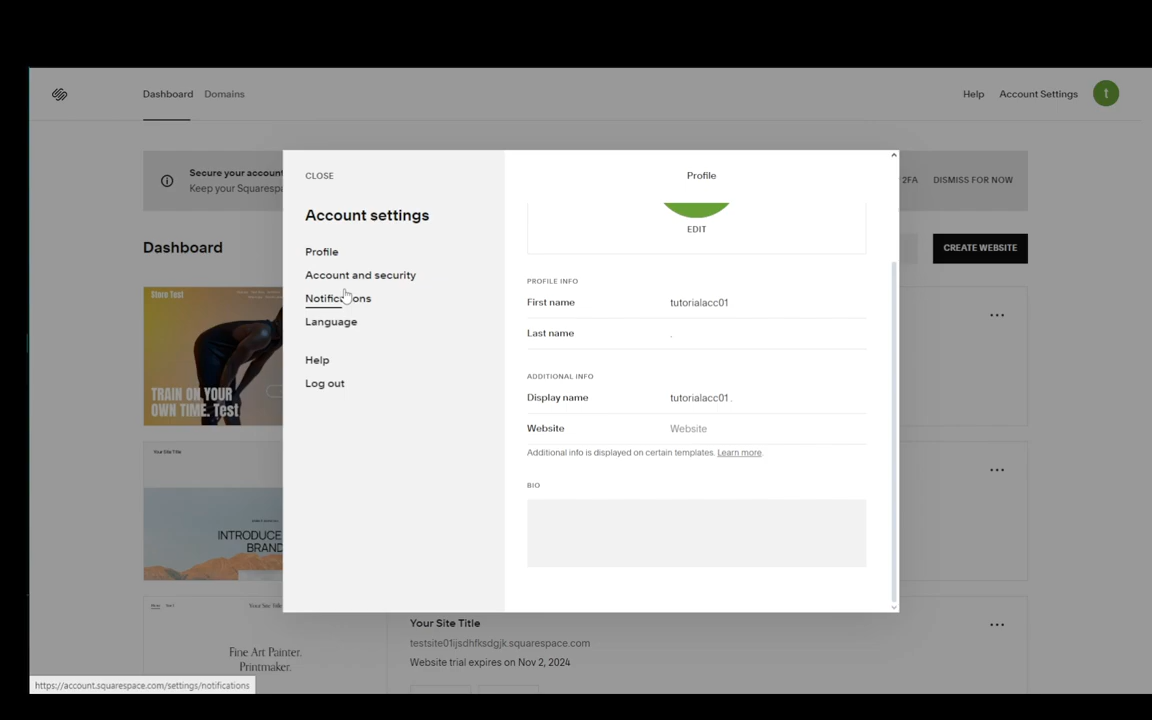 Dashboard Domains Help Account Settings t
Secure your account
Keep your Squarespa
2FA DISMISS FOR NOW
Dashboard
CREATE WEBSITE
Store Test
TRAIN ON YOUR
OWN TIME. Test
Your Site Title
INTRODUCE
BRAND
Your Site Title
Fine Art Painter.
Printmaker.
CLOSE
Account settings
Profile
Account and security
Notifications
Language
Help
Log out
Profile
EDIT
PROFILE INFO
First name tutorialacc01
Last name .
ADDITIONAL INFO
Display name tutorialacc01 .
Website Website
Additional info is displayed on certain templates. Learn more.
BIO
Your Site Title
testsite01ijsdhfksdgjk.squarespace.com
Website trial expires on Nov 2, 2024
https://account.squarespace.com/settings/notifications